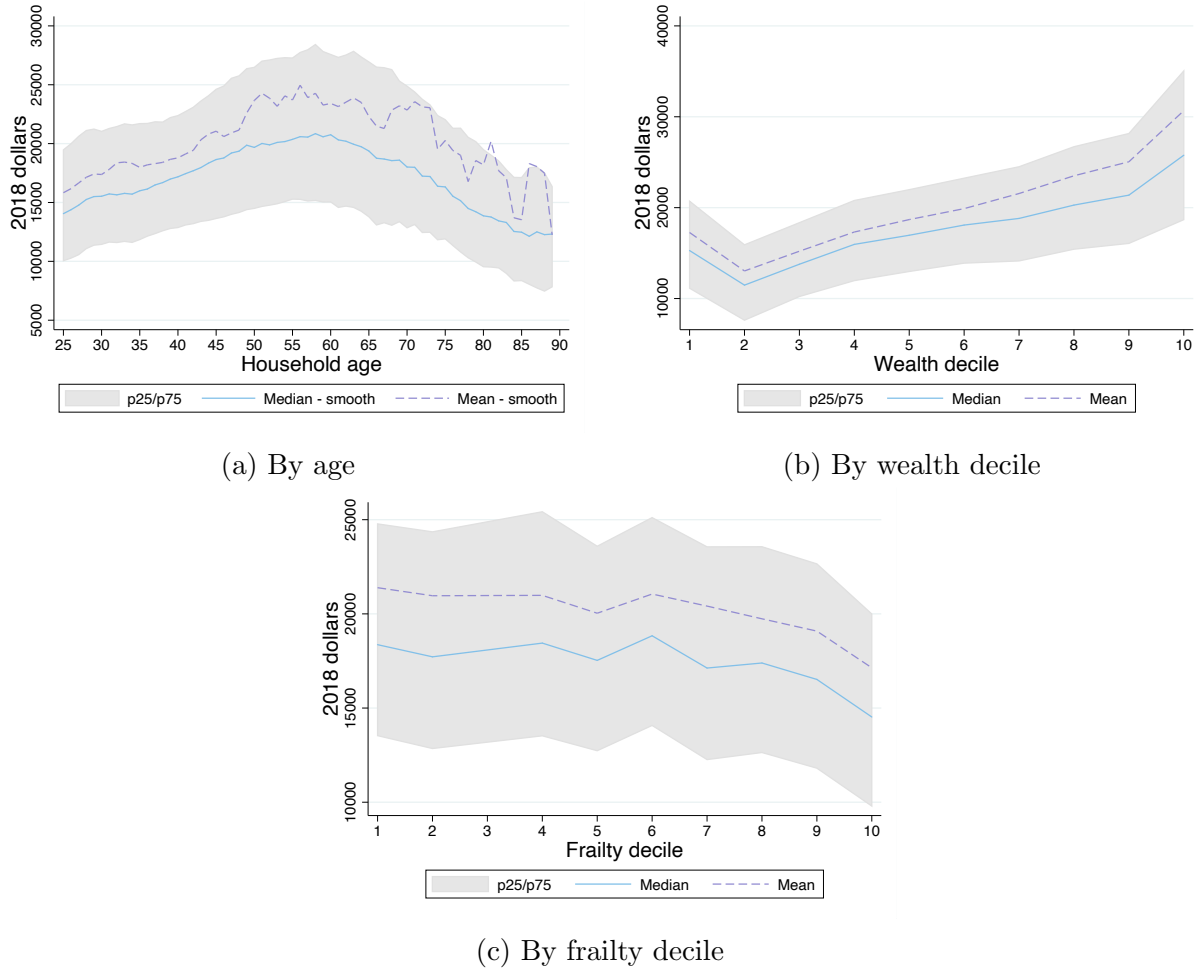 30000
25000
20000
15000
10000
5000
2018 dollars
25 30 35 40 45 50 55 60 65 70 75 80 85 90
Household age
p25/p75 Median - smooth Mean - smooth
(a) By age
40000
30000
20000
10000
2018 dollars
1 2 3 4 5 6 7 8 9 10
Wealth decile
p25/p75 Median Mean
(b) By wealth decile
25000
20000
15000
10000
2018 dollars
1 2 3 4 5 6 7 8 9 10
Frailty decile
p25/p75 Median Mean
(c) By frailty decile